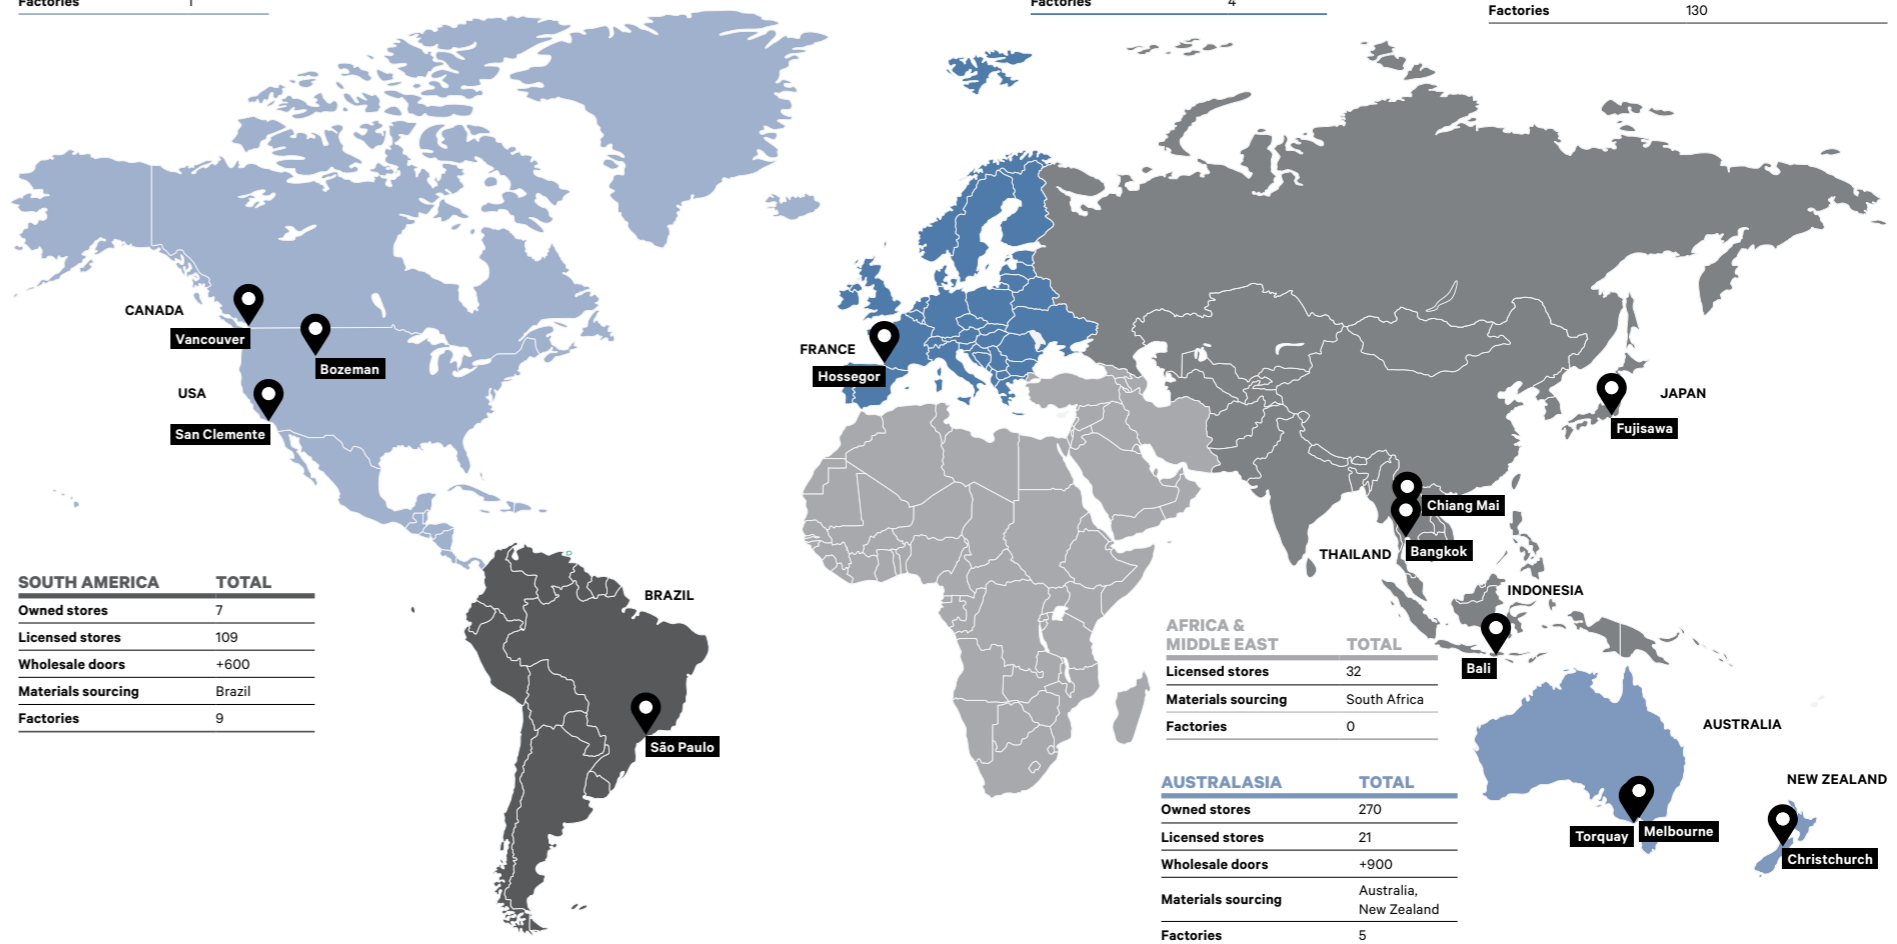 Factories 1
Factories 4
Factories 130
CANADA
Vancouver
Bozeman
USA
San Clemente
FRANCE
Hossegor
JAPAN
Fujisawa
Chiang Mai
THAILAND
Bangkok
INDONESIA
Bali
BRAZIL
São Paulo
SOUTH AMERICA TOTAL
Owned stores 7
Licensed stores 109
Wholesale doors +600
Materials sourcing Brazil
Factories 9
AFRICA &
MIDDLE EAST TOTAL
Licensed stores 32
Materials sourcing South Africa
Factories 0
AUSTRALIA
NEW ZEALAND
Torquay
Melbourne
Christchurch
AUSTRALASIA TOTAL
Owned stores 270
Licensed stores 21
Wholesale doors +900
Materials sourcing Australia,
New Zealand
Factories 5